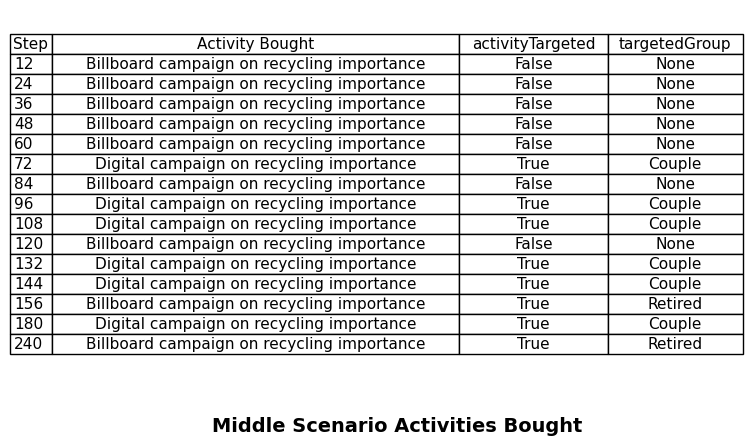 Step Activity Bought activityTargeted targetedGroup
12 Billboard campaign on recycling importance False None
24 Billboard campaign on recycling importance False None
36 Billboard campaign on recycling importance False None
48 Billboard campaign on recycling importance False None
60 Billboard campaign on recycling importance False None
72 Digital campaign on recycling importance True Couple
84 Billboard campaign on recycling importance False None
96 Digital campaign on recycling importance True Couple
108 Digital campaign on recycling importance True Couple
120 Billboard campaign on recycling importance False None
132 Digital campaign on recycling importance True Couple
144 Digital campaign on recycling importance True Couple
156 Billboard campaign on recycling importance True Retired
180 Digital campaign on recycling importance True Couple
240 Billboard campaign on recycling importance True Retired
Middle Scenario Activities Bought